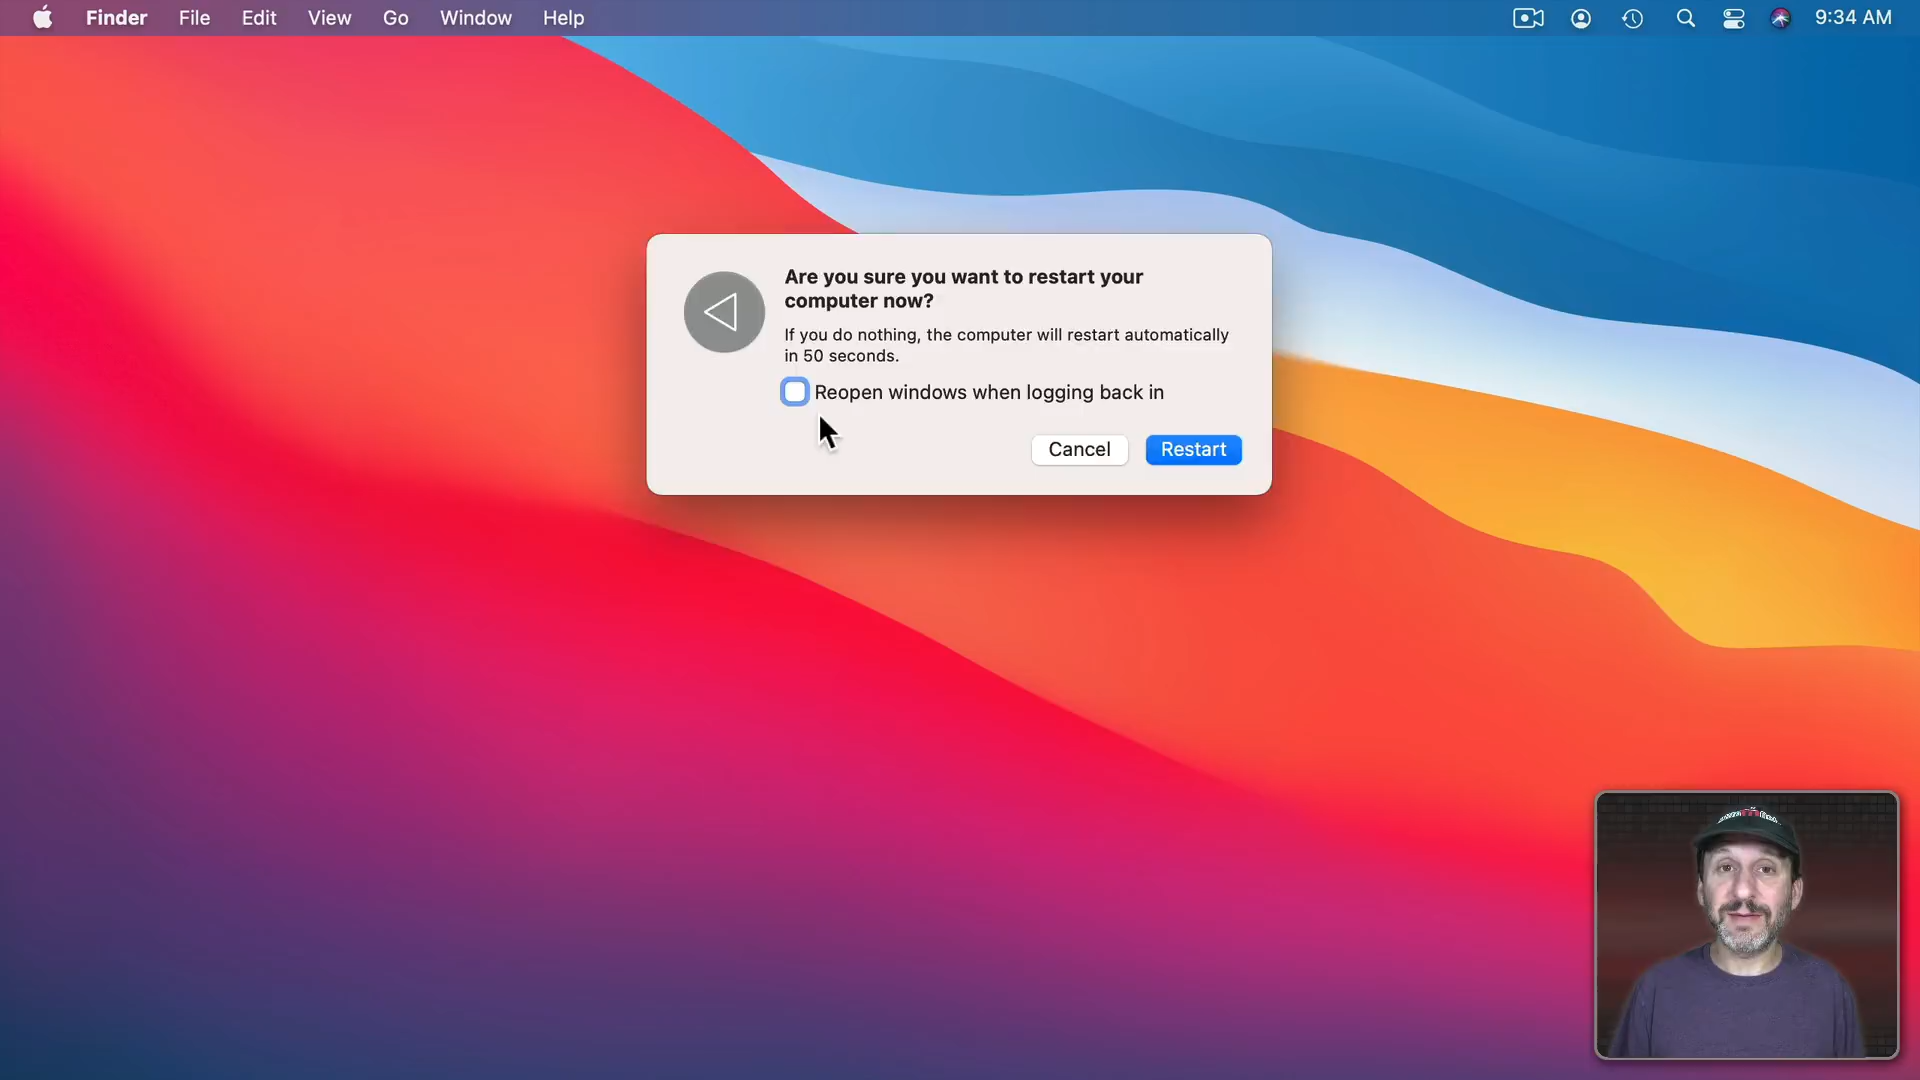 Finder File Edit View Go Window Help 9:34 AM
Are you sure you want to restart your
computer now?
If you do nothing, the computer will restart automatically
in 50 seconds.
Reopen windows when logging back in
Cancel Restart